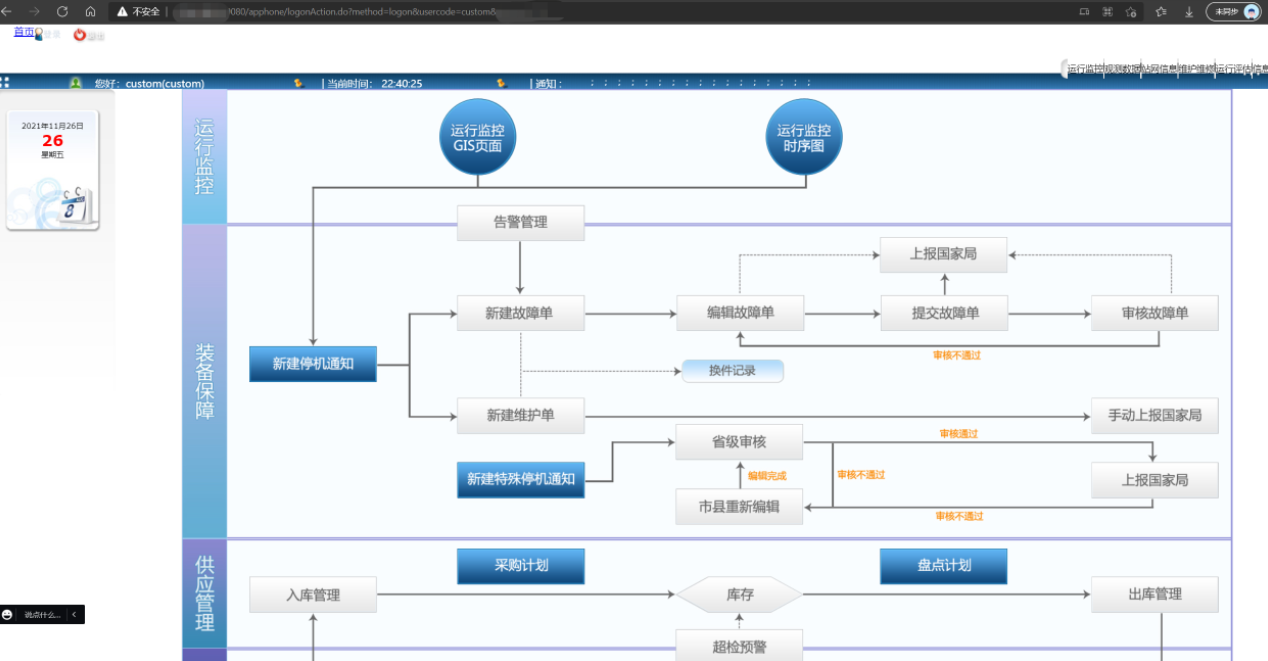 不安全
9080/apphone/logonAction.do?method=logon&usercode=custom&
未同步
首页
您好: custom(custom)
当前时间: 22:40:25
通知:
运行监控
观测数据
站网信息
维护维修
运行评估
信息
2021年11月26日
26
星期五
8
运行监控
运行监控
GIS页面
运行监控
时序图
装备保障
告警管理
上报国家局
新建故障单
编辑故障单
提交故障单
审核故障单
审核不通过
新建停机通知
换件记录
新建维护单
手动上报国家局
审核通过
省级审核
新建特殊停机通知
编辑完成
审核不通过
上报国家局
市县重新编辑
审核不通过
供应管理
采购计划
盘点计划
入库管理
库存
出库管理
超检预警
说点什么...